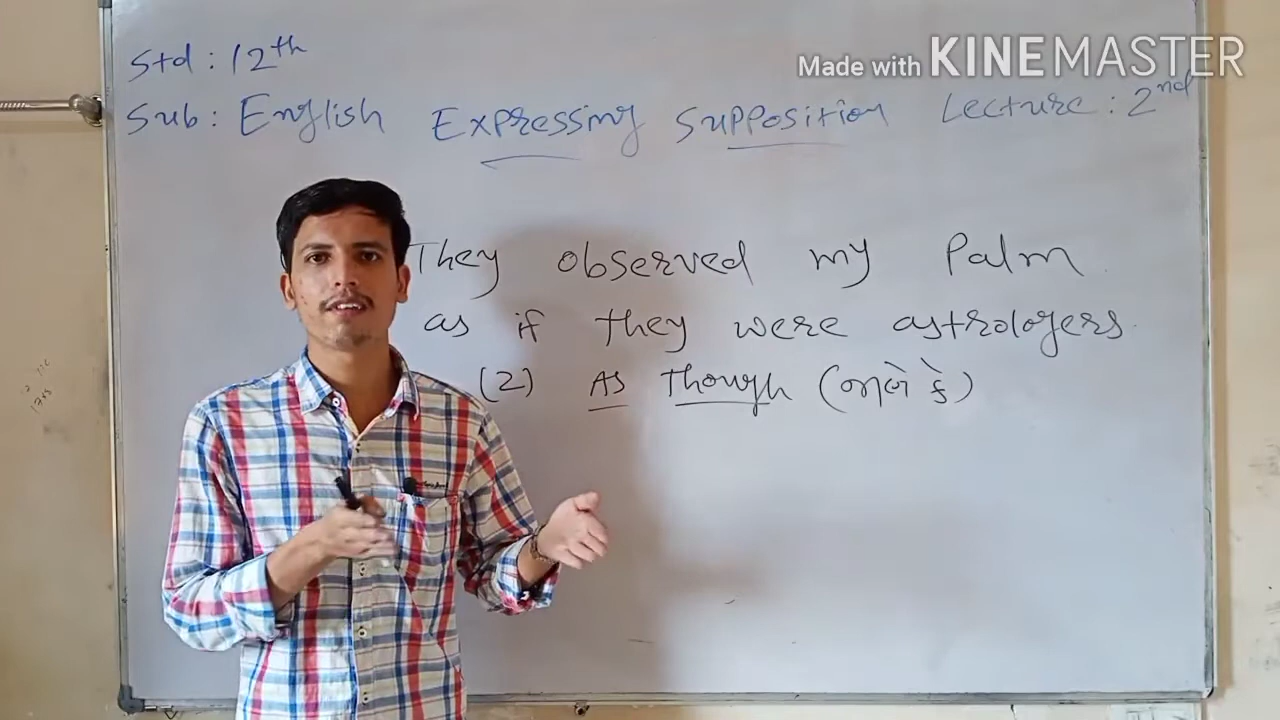 Made with KINEMASTER
Std : 12th
Sub : English Expressing Supposition Lecture : 2nd
They observed my Palm
as if they were astrologers.
(2) As Though (જાણે કે)